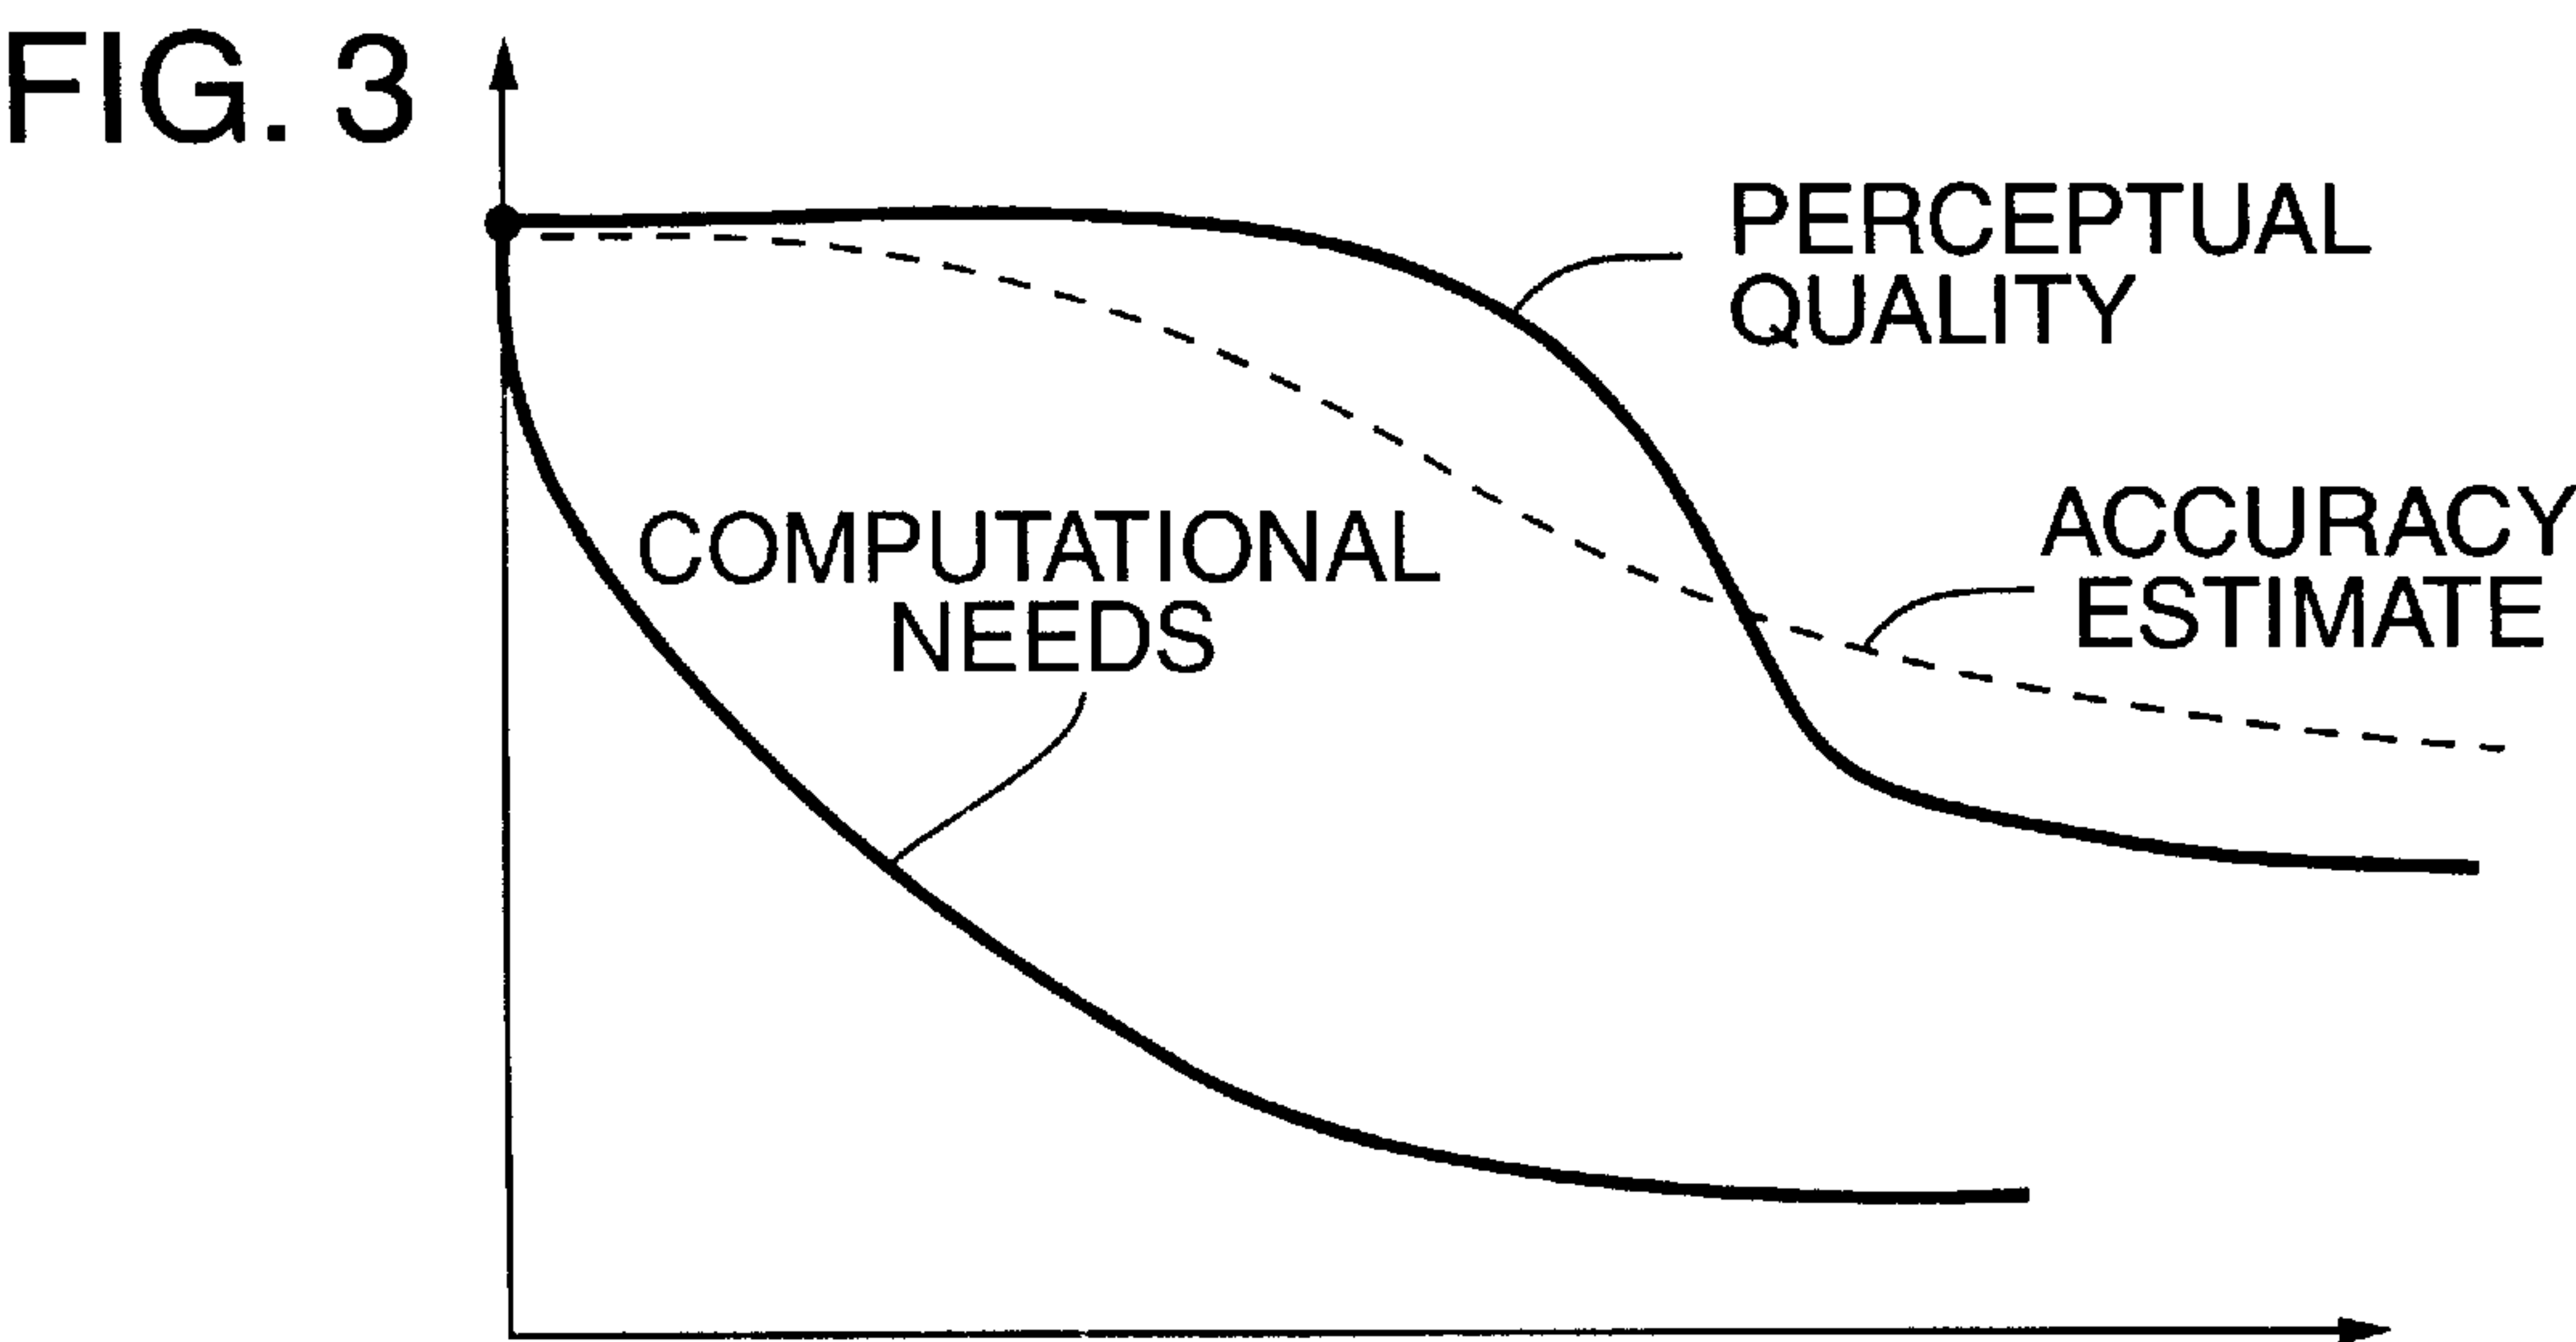 FIG. 3
PERCEPTUAL
QUALITY
ACCURACY
ESTIMATE
COMPUTATIONAL
NEEDS